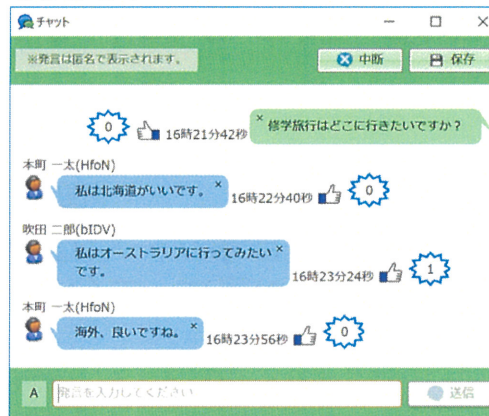 チャット
※発言は匿名で表示されます。
中断
保存
0
16時21分42秒
修学旅行はどこに行きたいですか?
本町 一太(HfoN)
私は北海道がいいです。
16時22分40秒
0
吹田 二郎(bIDV)
私はオーストラリアに行ってみたい
です。
16時23分24秒
1
本町 一太(HfoN)
海外、良いですね。
16時23分56秒
0
A
発言を入力してください
送信